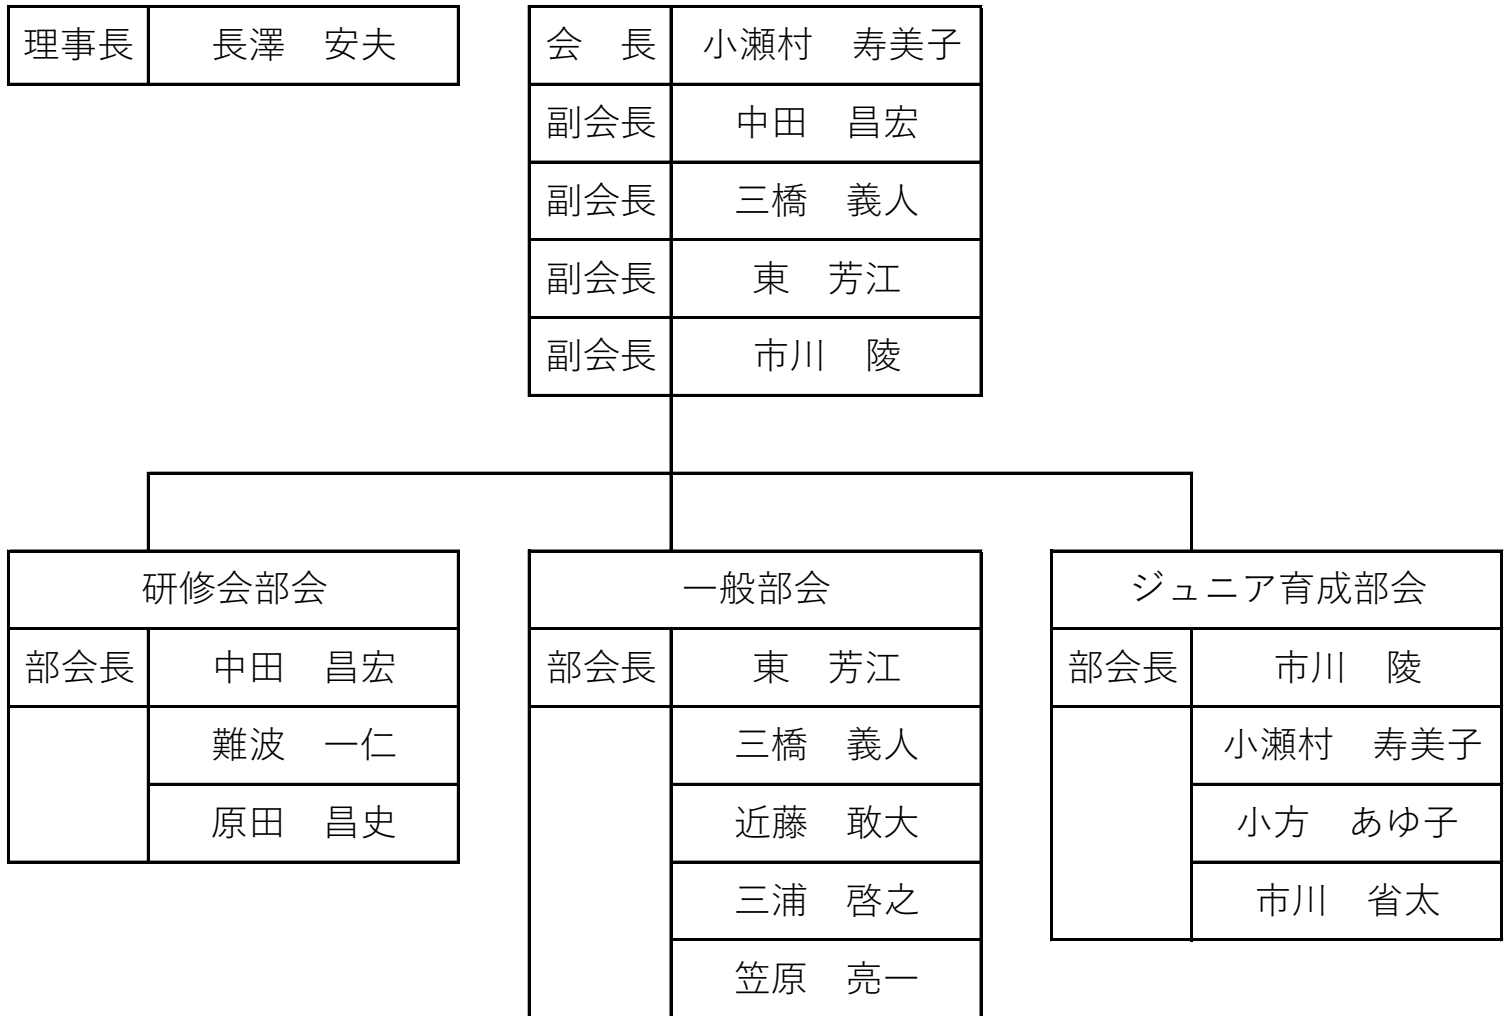 理事長 長澤 安夫
会 長 小瀬村 寿美子
副会長 中田 昌宏
副会長 三橋 義人
副会長 東 芳江
副会長 市川 陵
研修会部会
部会長 中田 昌宏
難波 一仁
原田 昌史
一般部会
部会長 東 芳江
三橋 義人
近藤 敢大
三浦 啓之
笠原 亮一
ジュニア育成部会
部会長 市川 陵
小瀬村 寿美子
小方 あゆ子
市川 省太